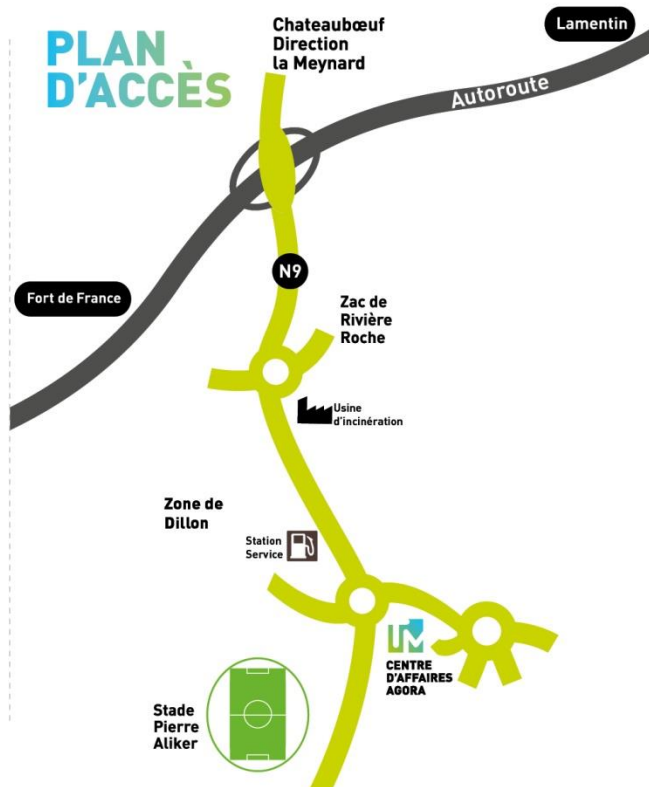 PLAN
D'ACCÈS
Chateaubœuf
Direction
la Meynard
Lamentin
Autoroute
N9
Fort de France
Zac de
Rivière
Roche
Usine
d'incinération
Zone de
Dillon
Station
Service
CENTRE
D'AFFAIRES
AGORA
Stade
Pierre
Aliker